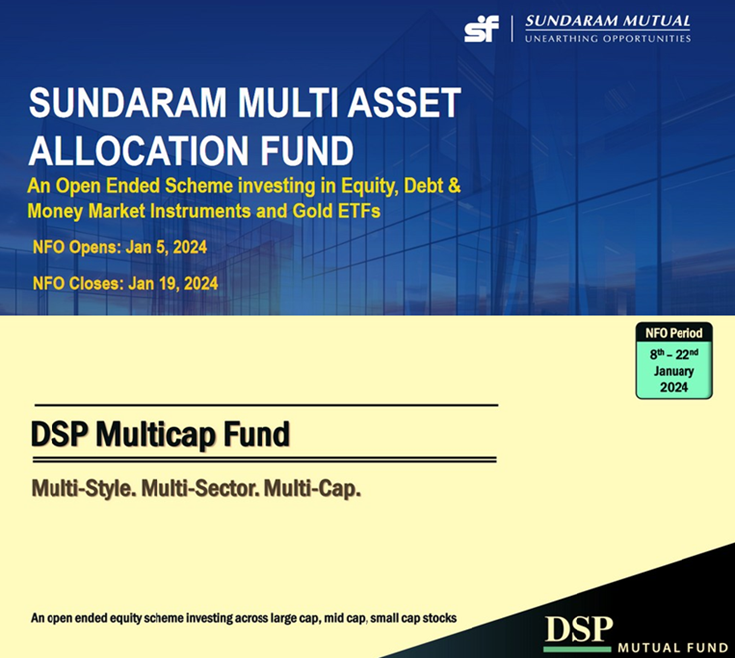 sf
SUNDARAM MUTUAL
UNEARTHING OPPORTUNITIES
SUNDARAM MULTI ASSET
ALLOCATION FUND
An Open Ended Scheme investing in Equity, Debt &
Money Market Instruments and Gold ETFs
NFO Opens: Jan 5, 2024
NFO Closes: Jan 19, 2024
NFO Period
8th – 22nd
January
2024
DSP Multicap Fund
Multi-Style. Multi-Sector. Multi-Cap.
An open ended equity scheme investing across large cap, mid cap, small cap stocks
DSP
MUTUAL FUND